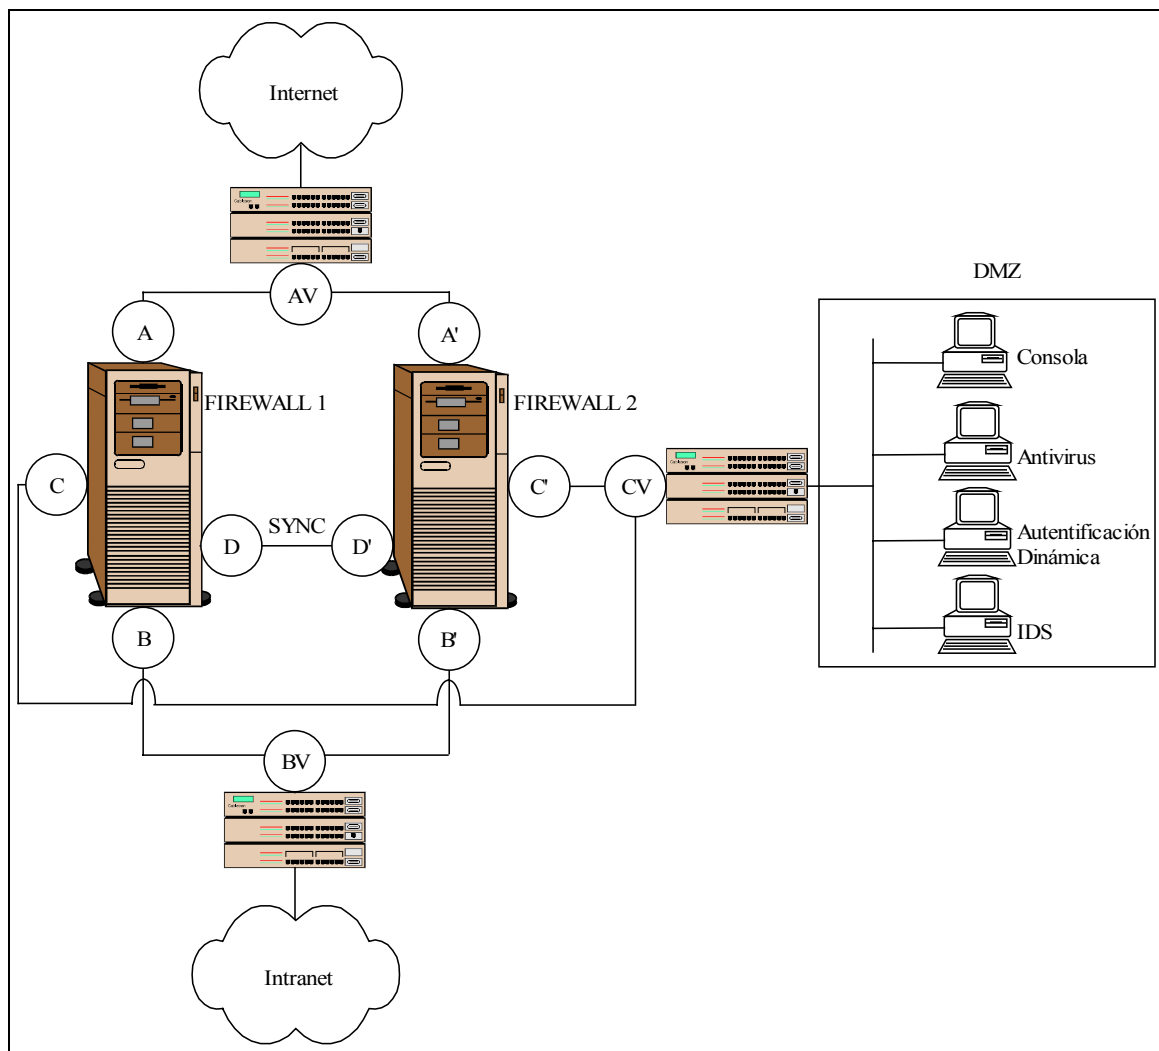 Internet
AV
DMZ
A
A'
Consola
FIREWALL 1
FIREWALL 2
Antivirus
C
C'
CV
SYNC
D
D'
Autentificación
Dinámica
B
B'
IDS
BV
Intranet